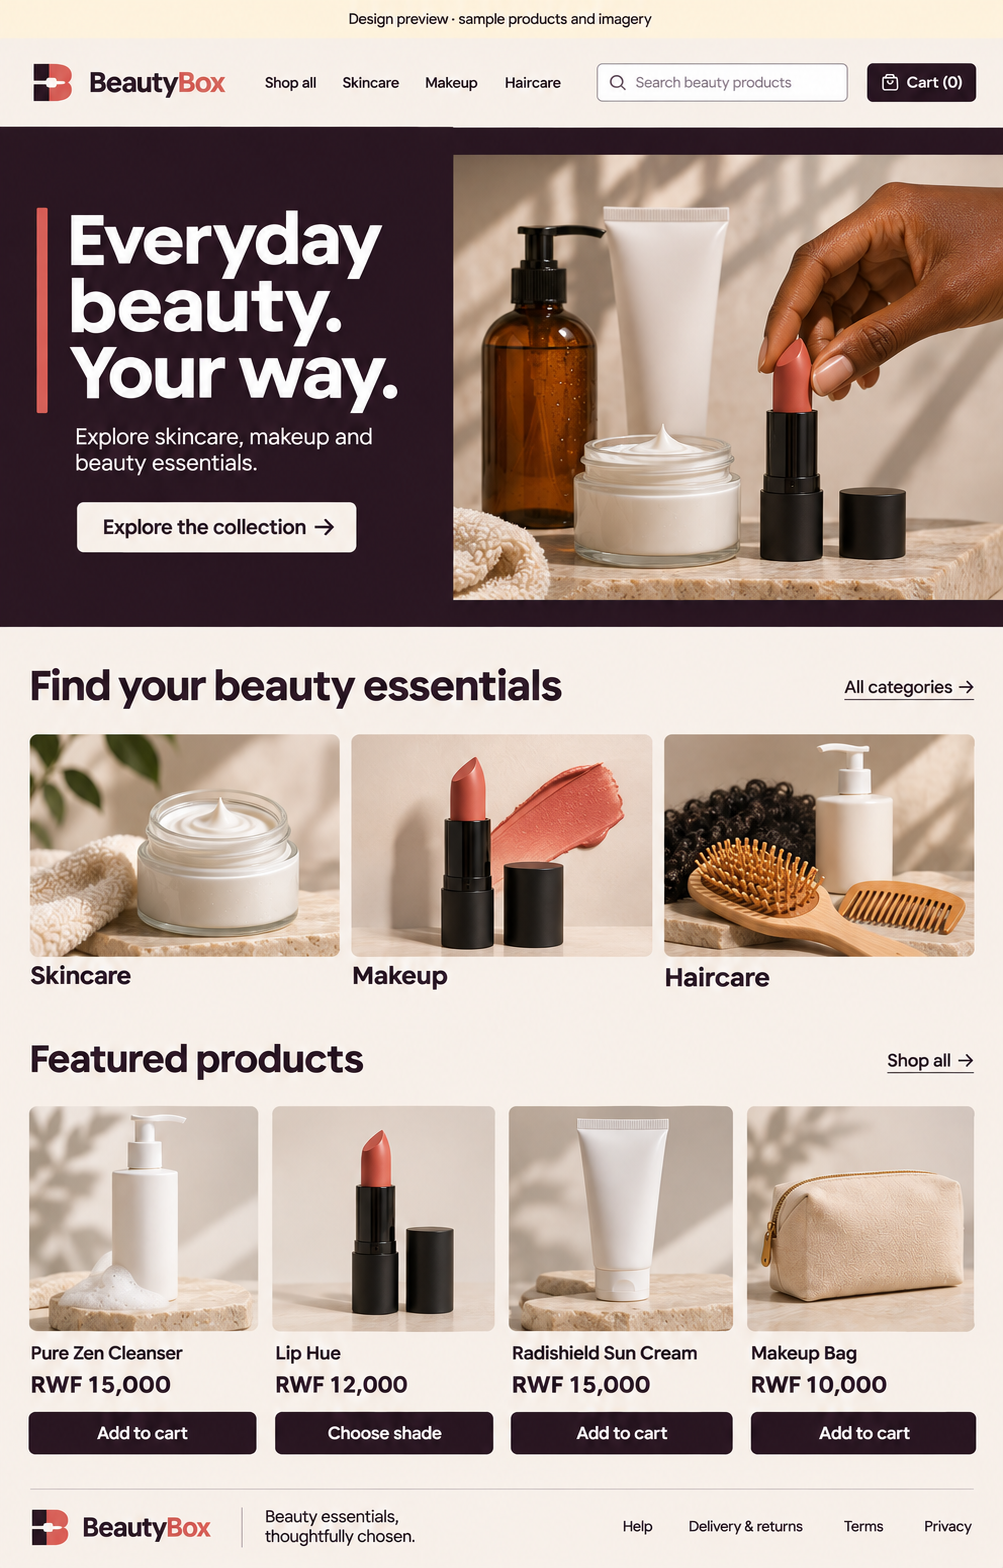 Design preview · sample products and imagery
BeautyBox
Shop all
Skincare
Makeup
Haircare
Search beauty products
Cart (0)
Everyday
beauty.
Your way.
Explore skincare, makeup and
beauty essentials.
Explore the collection →
Find your beauty essentials
All categories →
Skincare
Makeup
Haircare
Featured products
Shop all →
Pure Zen Cleanser
RWF 15,000
Add to cart
Lip Hue
RWF 12,000
Choose shade
Radishield Sun Cream
RWF 15,000
Add to cart
Makeup Bag
RWF 10,000
Add to cart
BeautyBox
Beauty essentials,
thoughtfully chosen.
Help
Delivery & returns
Terms
Privacy